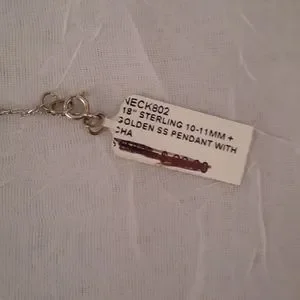 NECK802
18" STERLING 10-11MM +
GOLDEN SS PENDANT WITH
CHA